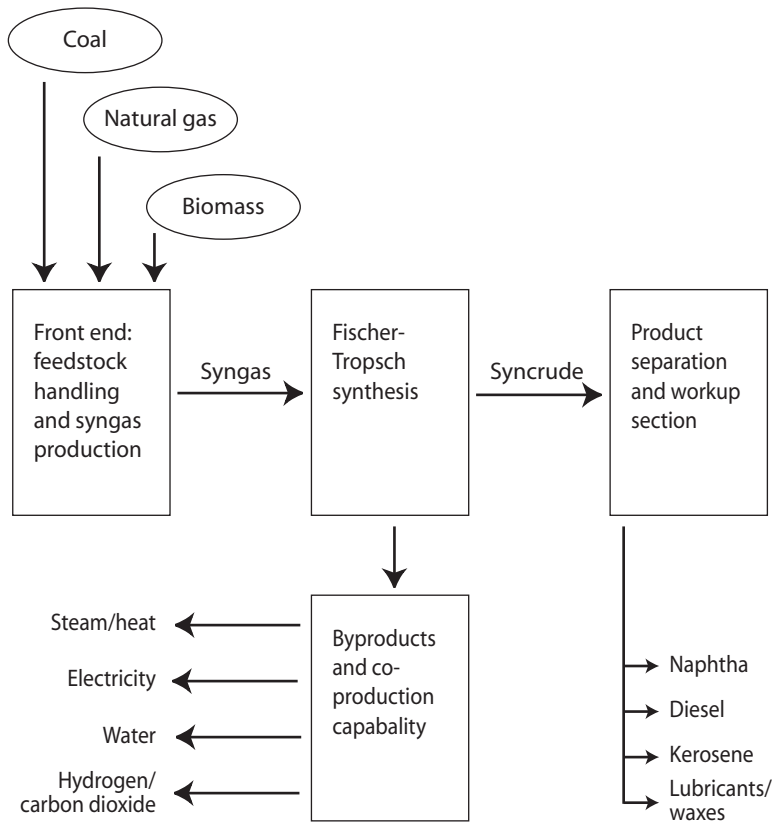 Coal
Natural gas
Biomass
Front end:
feedstock
handling
and syngas
production
Syngas
Fischer-
Tropsch
synthesis
Syncrude
Product
separation
and workup
section
Steam/heat
Electricity
Water
Hydrogen/
carbon dioxide
Byproducts
and co-
production
capabality
Naphtha
Diesel
Kerosene
Lubricants/
waxes